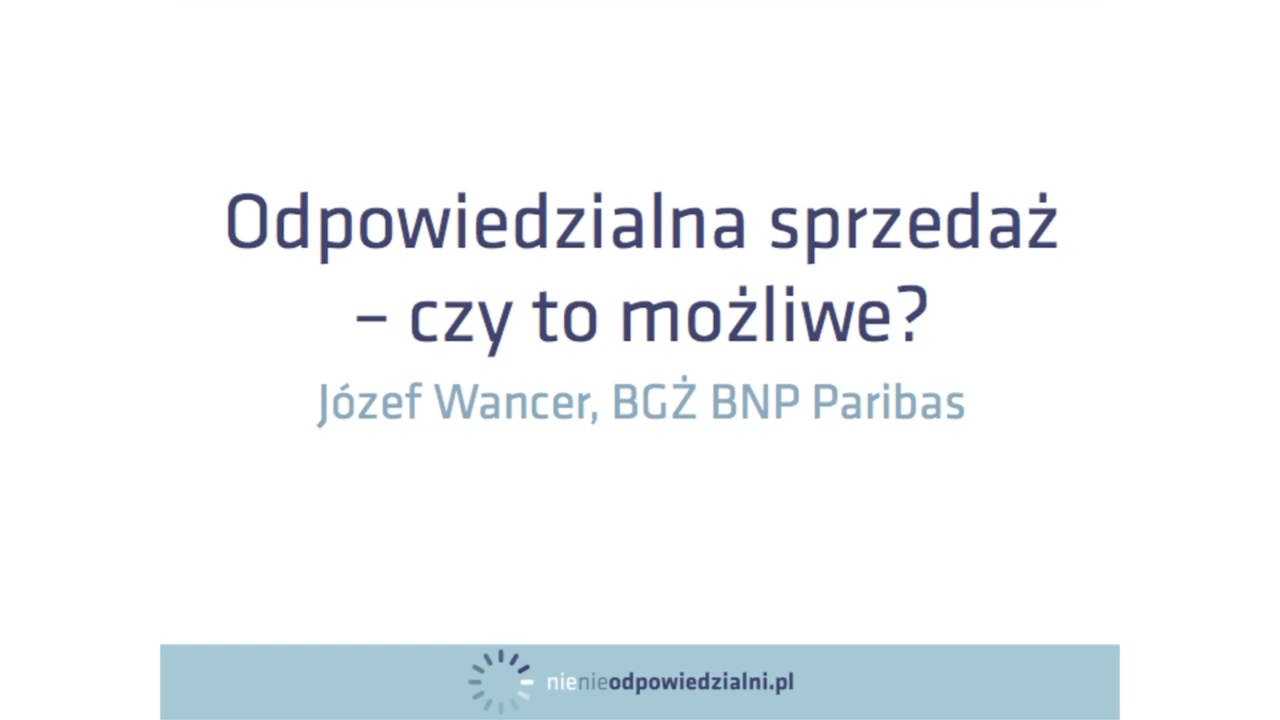 Odpowiedzialna sprzedaż
– czy to możliwe?
Józef Wancer, BGŻ BNP Paribas
nienieodpowiedzialni.pl